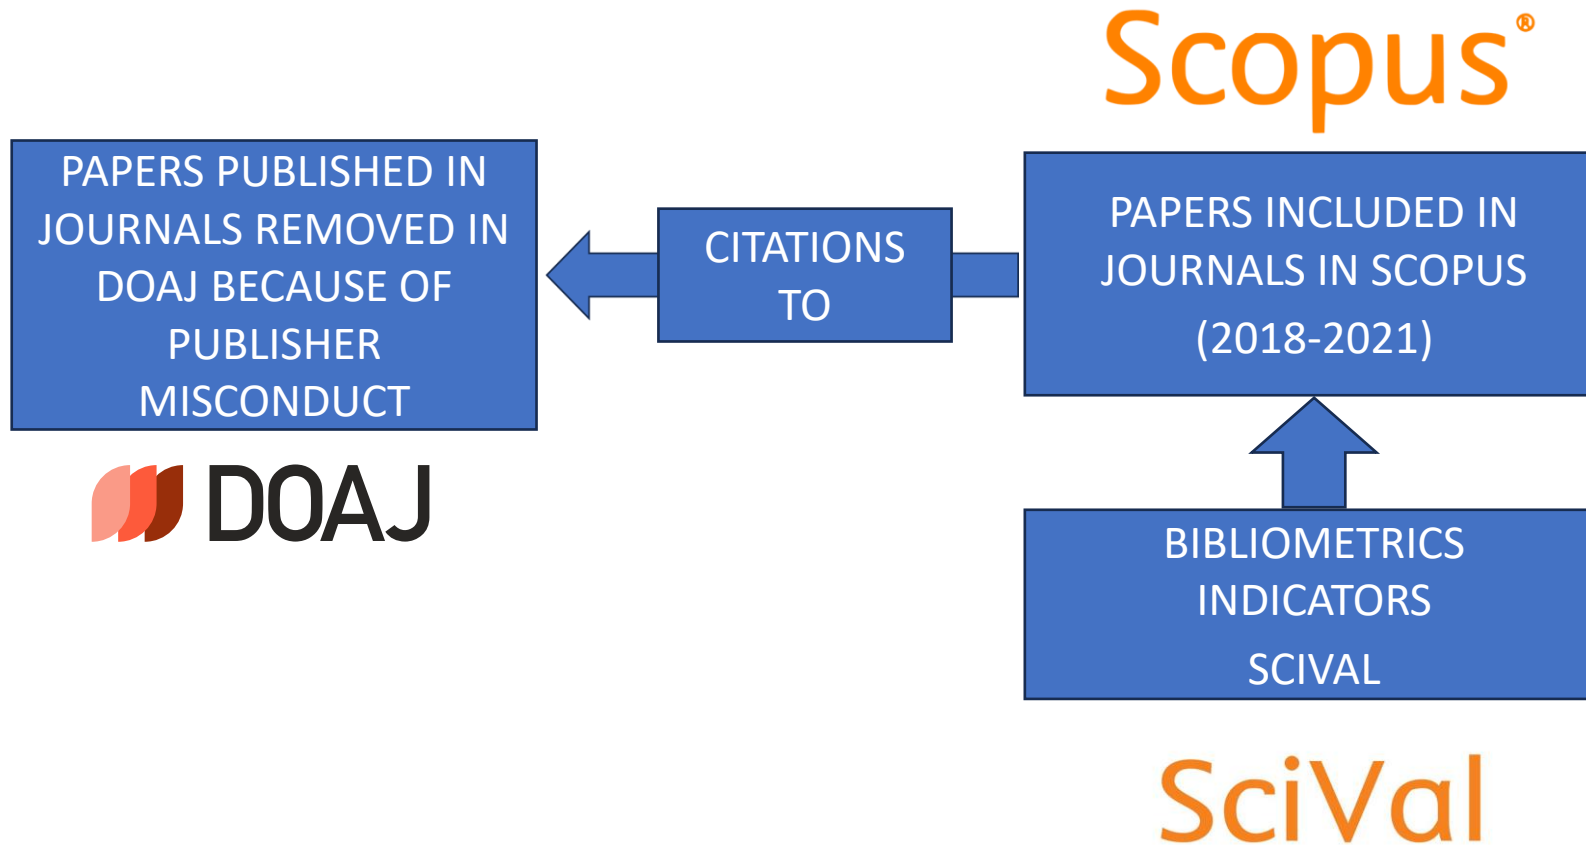 Scopus®
PAPERS PUBLISHED IN
JOURNALS REMOVED IN
DOAJ BECAUSE OF
PUBLISHER
MISCONDUCT
DOAJ
CITATIONS
TO
PAPERS INCLUDED IN
JOURNALS IN SCOPUS
(2018-2021)
BIBLIOMETRICS
INDICATORS
SCIVAL
SciVal